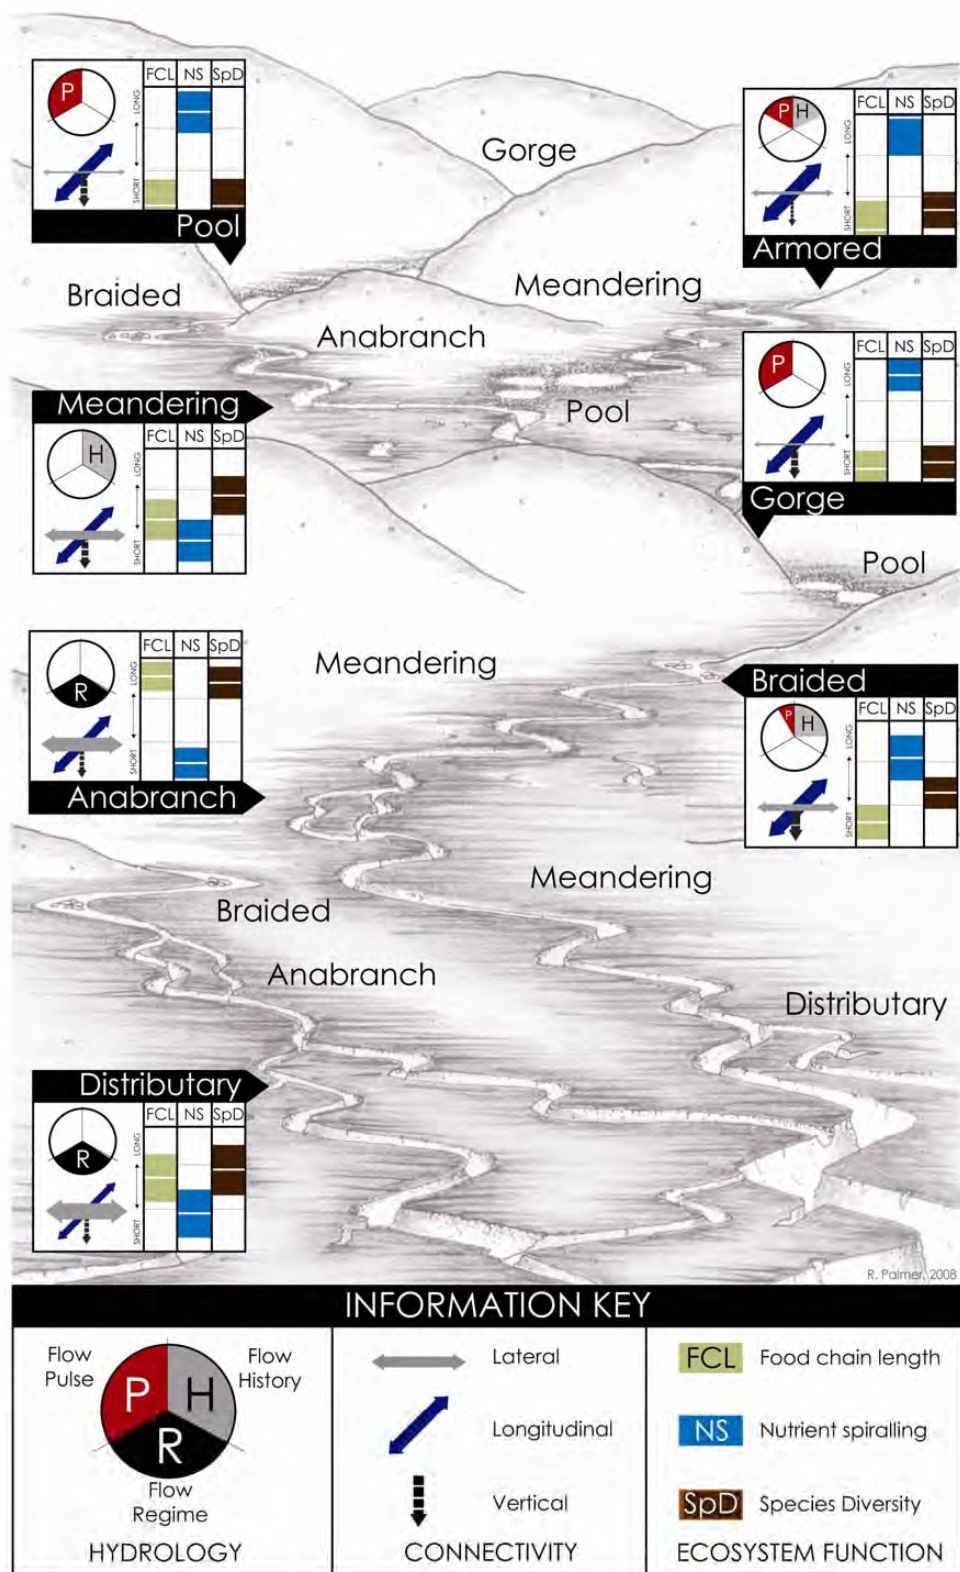 FCL NS SpD
P
LONG
SHORT
Pool
Gorge
FCL NS SpD
P H
LONG
SHORT
Armored
Braided
Meandering
Anabranch
Pool
Meandering
FCL NS SpD
H
LONG
SHORT
FCL NS SpD
P
LONG
SHORT
Gorge
Pool
FCL NS SpD
R
LONG
SHORT
Anabranch
Meandering
Braided
FCL NS SpD
P H
LONG
SHORT
Meandering
Braided
Anabranch
Distributary
Distributary
FCL NS SpD
R
LONG
SHORT
R. Palmer, 2008
INFORMATION KEY
Flow
Pulse
Flow
History
P H
R
Flow
Regime
HYDROLOGY
Lateral
Longitudinal
Vertical
CONNECTIVITY
FCL Food chain length
NS Nutrient spiralling
SpD Species Diversity
ECOSYSTEM FUNCTION